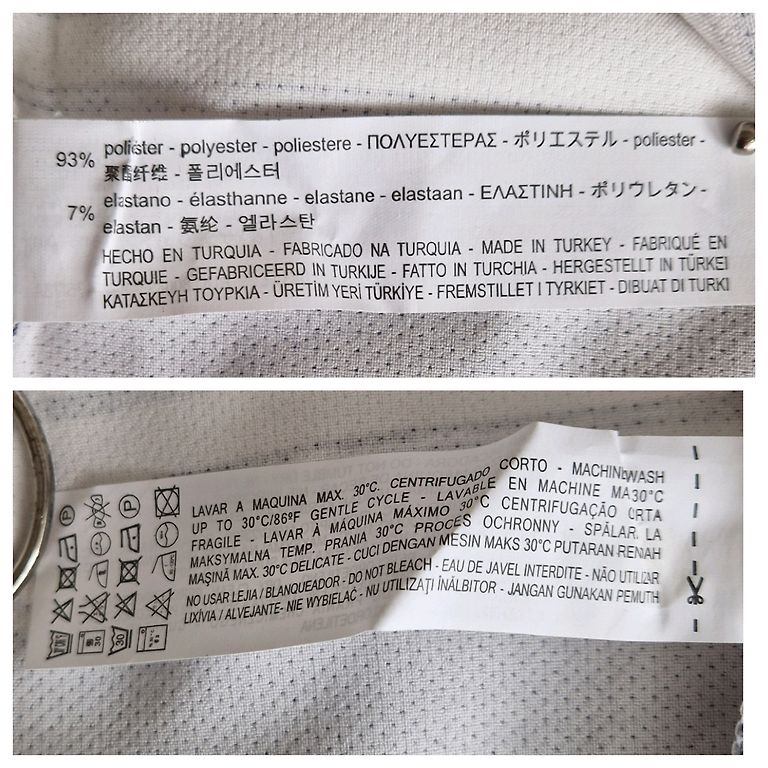 93% poliéster - polyester - poliestere - ΠΟΛΥΕΣΤΕΡΑΣ - ポリエステル - poliester -
聚酯纤维 - 폴리에스터
7% elastano - élasthanne - elastane - elastaan - ΕΛΑΣΤΙΝΗ - ポリウレタン -
elastan - 氨纶 - 엘라스탄
HECHO EN TURQUIA - FABRICADO NA TURQUIA - MADE IN TURKEY - FABRIQUÉ EN
TURQUIE - GEFABRICEERD IN TURKIJE - FATTO IN TURCHIA - HERGESTELLT IN TÜRKEI
ΚΑΤΑΣΚΕΥΗ ΤΟΥΡΚΙΑ - ÜRETİM YERİ TÜRKİYE - FREMSTILLET I TYRKIET - DIBUAT DI TURKI
LAVAR A MAQUINA MAX. 30°C. CENTRIFUGADO CORTO - MACHINE WASH
UP TO 30°C/86ºF GENTLE CYCLE - LAVABLE EN MACHINE MA 30°C
FRAGILE - LAVAR À MÁQUINA MÁXIMO 30°C CENTRIFUGAÇÃO
MAKSYMALNA TEMP. PRANIA 30°C PROCES OCHRONNY - SPĂLAR. LA
MAŞINĂ MAX. 30°C DELICATE - CUCI DENGAN MESIN MAKS 30°C PUTARAN
NO USAR LEJIA / BLANQUEADOR - DO NOT BLEACH - EAU DE JAVEL INTERDITE - NÃO UTILIZAR
LIXÍVIA / ALVEJANTE - NIE WYBIELAĆ - NU UTILIZAŢI ÎNĂLBITOR - JANGAN GUNAKAN PEMUTH